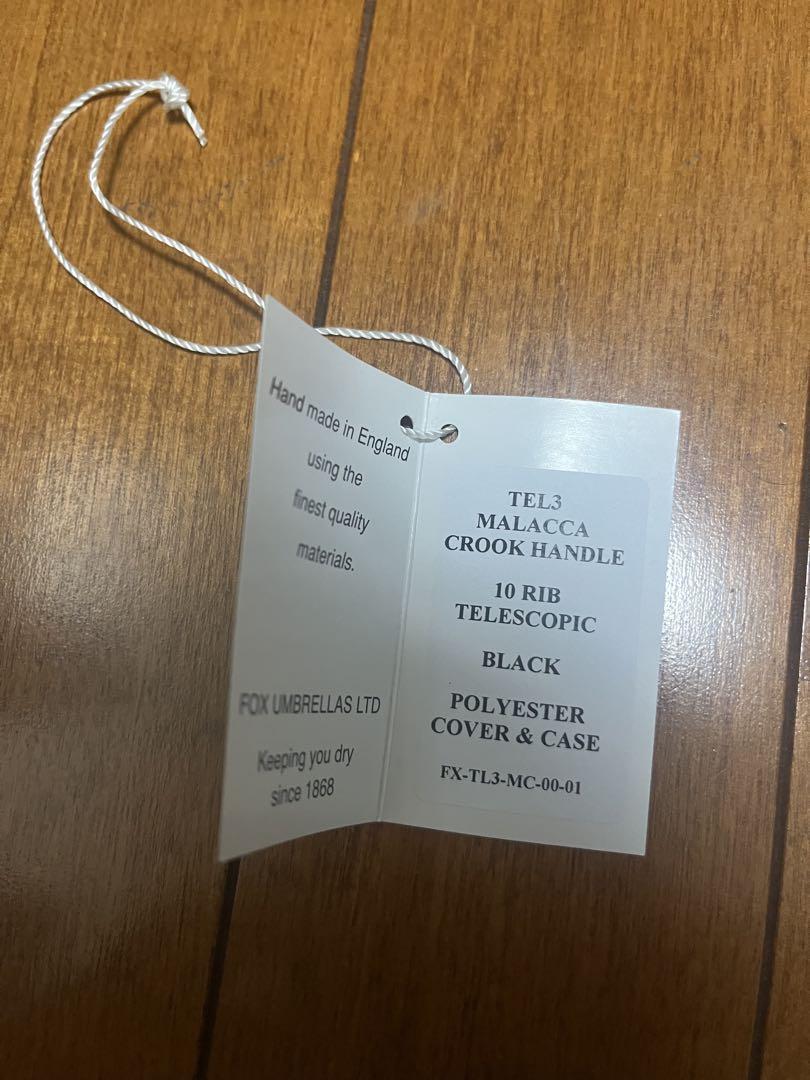 Hand made in England
using the
finest quality
materials.
FOX UMBRELLAS LTD
Keeping you dry
since 1868
TEL3
MALACCA
CROOK HANDLE
10 RIB
TELESCOPIC
BLACK
POLYESTER
COVER & CASE
FX-TL3-MC-00-01